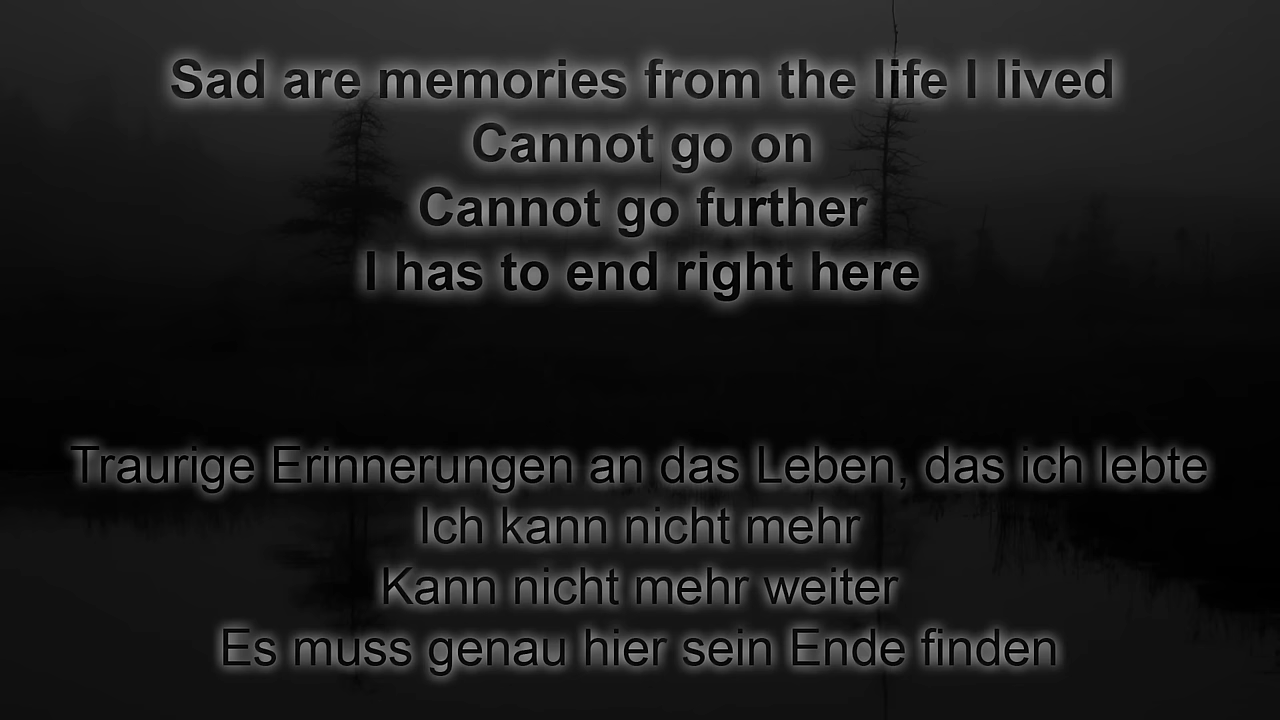 Sad are memories from the life I lived
Cannot go on
Cannot go further
I has to end right here
Traurige Erinnerungen an das Leben, das ich lebte
Ich kann nicht mehr
Kann nicht mehr weiter
Es muss genau hier sein Ende finden